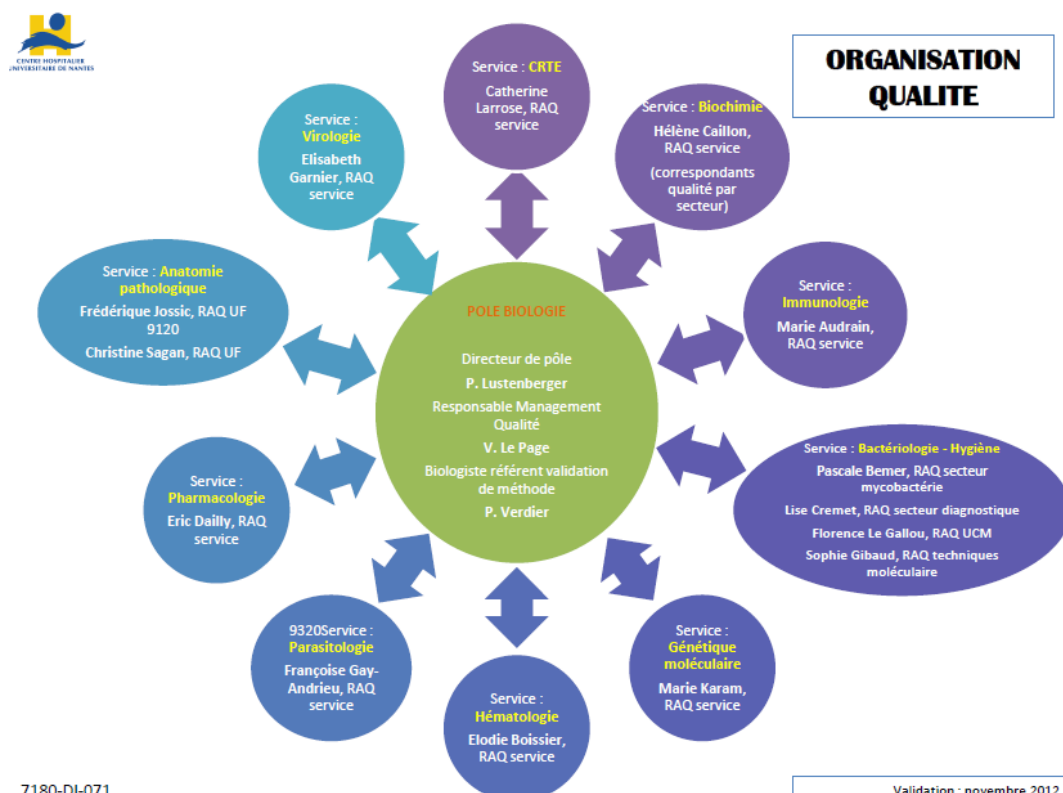 CENTRE HOSPITALIER
UNIVERSITAIRE DE NANTES
ORGANISATION
QUALITE
Service : CRTE
Catherine
Larrose, RAQ
service
Service : Biochimie
Hélène Caillon,
RAQ service
(correspondants
qualité par
secteur)
Service :
Virologie
Elisabeth
Garnier, RAQ
service
Service : Anatomie
pathologique
Frédérique Jossic, RAQ UF
9120
Christine Sagan, RAQ UF
Service :
Immunologie
Marie Audrain,
RAQ service
POLE BIOLOGIE
Directeur de pôle
P. Lustenberger
Responsable Management
Qualité
V. Le Page
Biologiste référent validation
de méthode
P. Verdier
Service : Bactériologie - Hygiène
Pascale Bemer, RAQ secteur
mycobactérie
Lise Cremet, RAQ secteur diagnostique
Florence Le Gallou, RAQ UCM
Sophie Gibaud, RAQ techniques
moléculaire
Service :
Pharmacologie
Eric Dailly, RAQ
service
9320Service :
Parasitologie
Françoise Gay-
Andrieu, RAQ
service
Service :
Hématologie
Elodie Boissier,
RAQ service
Service :
Génétique
moléculaire
Marie Karam,
RAQ service
7180-DI-071
Validation : novembre 2012